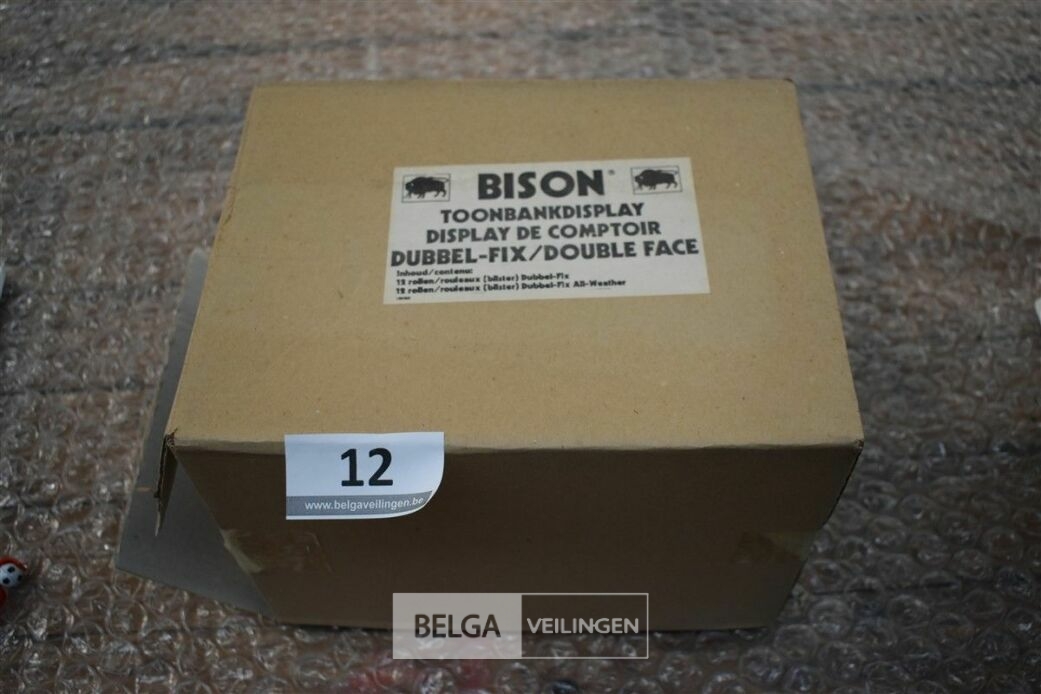 BISON®
TOONBANKDISPLAY
DISPLAY DE COMPTOIR
DUBBEL-FIX/DOUBLE FACE
Inhoud/contenu:
12 rollen/rouleaux (blister) Dubbel-Fix
12 rollen/rouleaux (blister) Dubbel-Fix All-Weather
12
www.belgaveilingen.be
BELGA VEILINGEN